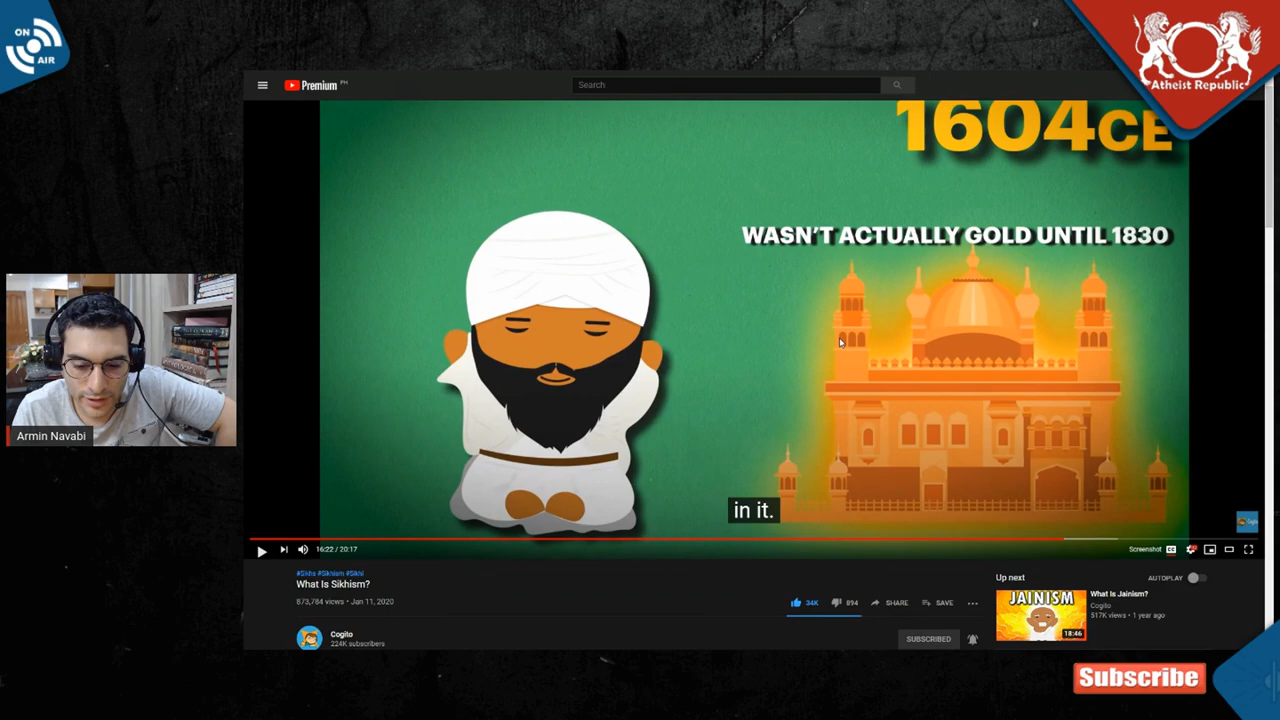 ON
AIR
Atheist Republic
Premium PH
Search
1604CE
WASN'T ACTUALLY GOLD UNTIL 1830
Armin Navabi
in it.
16:22 / 20:17
Screenshot
#Sikhs #Sikhism #Sikhi
What Is Sikhism?
873,784 views • Jan 11, 2020
34K
894
SHARE
SAVE
Cogito
224K subscribers
SUBSCRIBED
Up next
AUTOPLAY
JAINISM
18:46
What Is Jainism?
Cogito
517K views • 1 year ago
Subscribe